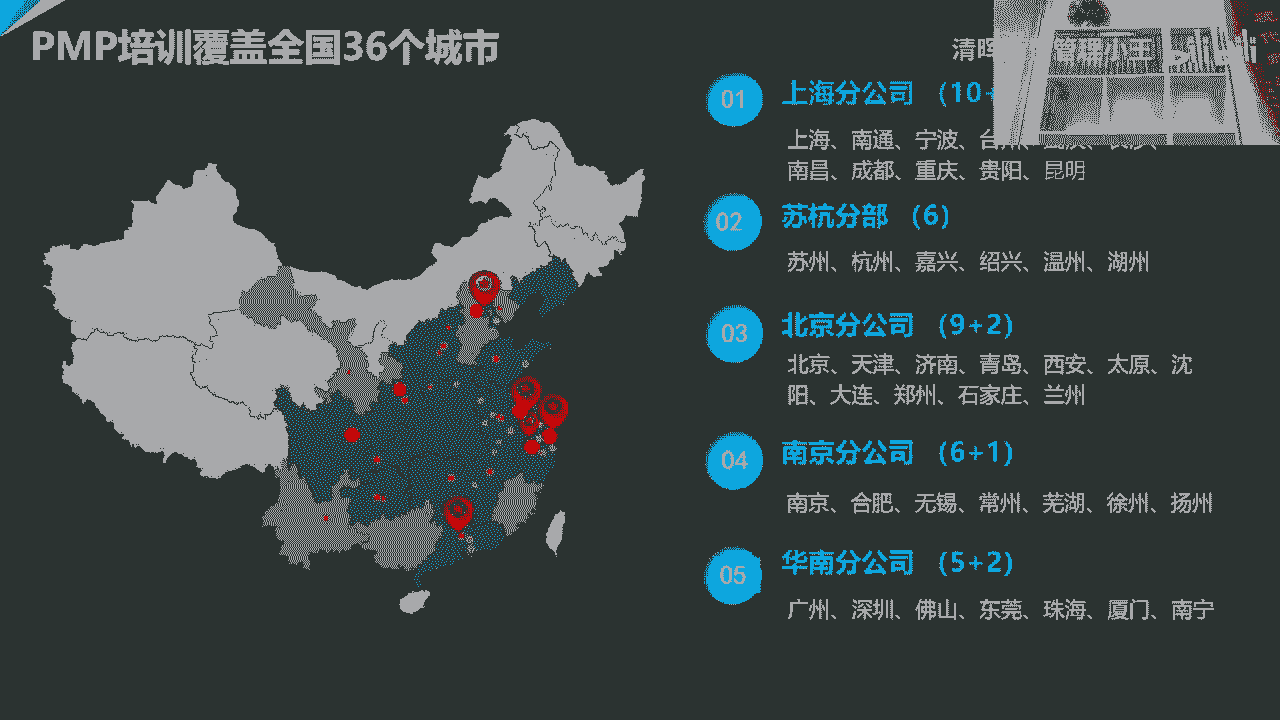 PMP培训覆盖全国36个城市
清晖 管理小王
01
上海分公司 (10+
上海、南通、宁波、台州、武汉、长沙、
南昌、成都、重庆、贵阳、昆明
02
苏杭分部 (6)
苏州、杭州、嘉兴、绍兴、温州、湖州
03
北京分公司 (9+2)
北京、天津、济南、青岛、西安、太原、沈
阳、大连、郑州、石家庄、兰州
04
南京分公司 (6+1)
南京、合肥、无锡、常州、芜湖、徐州、扬州
05
华南分公司 (5+2)
广州、深圳、佛山、东莞、珠海、厦门、南宁